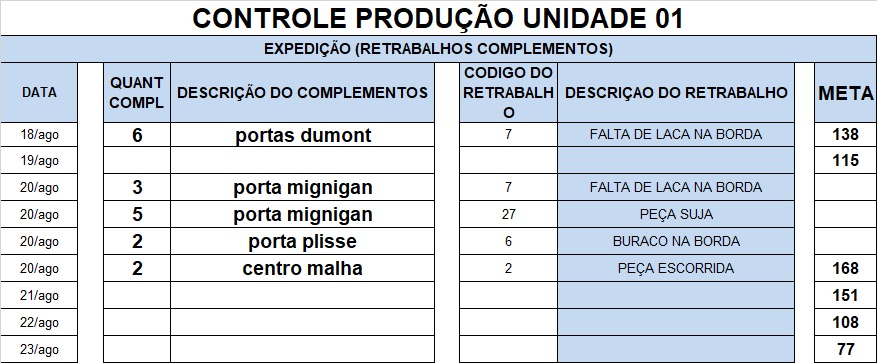 CONTROLE PRODUÇÃO UNIDADE 01
EXPEDIÇÃO (RETRABALHOS COMPLEMENTOS)
DATA QUANT COMPL DESCRIÇÃO DO COMPLEMENTOS CODIGO DO RETRABALHO DESCRIÇAO DO RETRABALHO META
18/ago 6 portas dumont 7 FALTA DE LACA NA BORDA 138
19/ago 115
20/ago 3 porta mignigan 7 FALTA DE LACA NA BORDA
20/ago 5 porta mignigan 27 PEÇA SUJA
20/ago 2 porta plisse 6 BURACO NA BORDA
20/ago 2 centro malha 2 PEÇA ESCORRIDA 168
21/ago 151
22/ago 108
23/ago 77